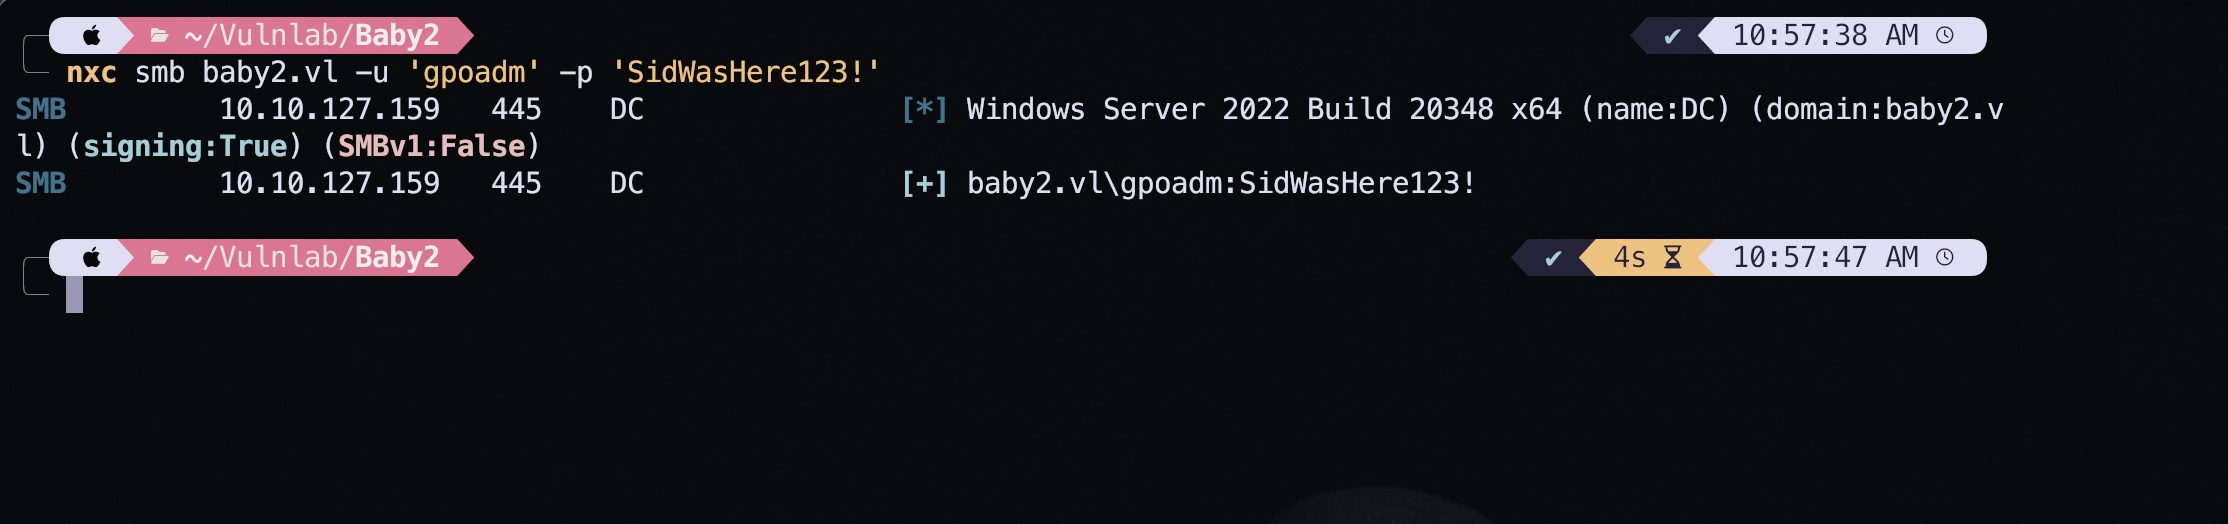 ~/Vulnlab/Baby2 ✔ 10:57:38 AM
nxc smb baby2.vl -u 'gpoadm' -p 'SidWasHere123!'
SMB 10.10.127.159 445 DC [*] Windows Server 2022 Build 20348 x64 (name:DC) (domain:baby2.v
l) (signing:True) (SMBv1:False)
SMB 10.10.127.159 445 DC [+] baby2.vl\gpoadm:SidWasHere123!
~/Vulnlab/Baby2 ✔ 4s 10:57:47 AM